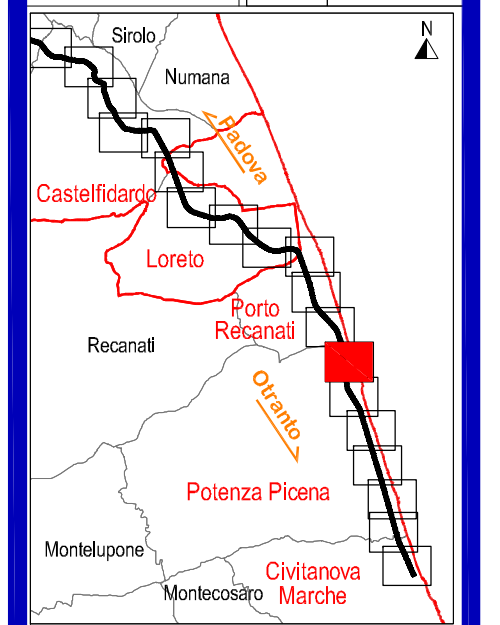 Sirolo
N
Numana
Padova
Castelfidardo
Loreto
Porto
Recanati
Recanati
Otranto
Potenza Picena
Montelupone
Civitanova
Marche
Montecosaro